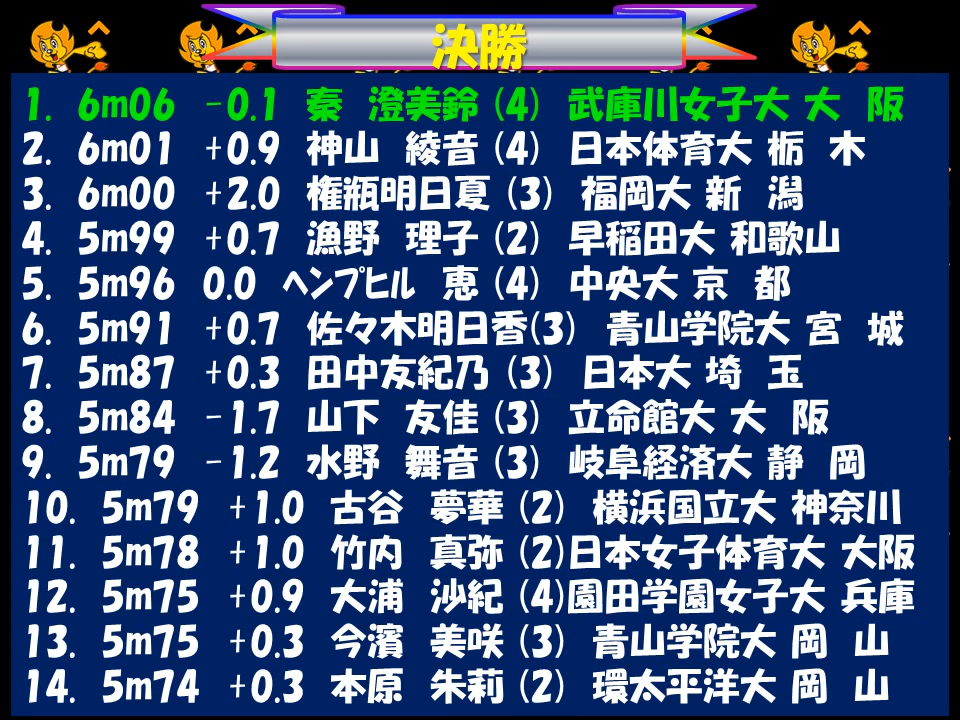 決勝
1. 6m06 -0.1 秦 澄美鈴 (4) 武庫川女子大 大 阪
2. 6m01 +0.9 神山 綾音 (4) 日本体育大 栃 木
3. 6m00 +2.0 権瓶明日夏 (3) 福岡大 新 潟
4. 5m99 +0.7 漁野 理子 (2) 早稲田大 和歌山
5. 5m96 0.0 ヘンプヒル 恵 (4) 中央大 京 都
6. 5m91 +0.7 佐々木明日香(3) 青山学院大 宮 城
7. 5m87 +0.3 田中友紀乃 (3) 日本大 埼 玉
8. 5m84 -1.7 山下 友佳 (3) 立命館大 大 阪
9. 5m79 -1.2 水野 舞音 (3) 岐阜経済大 静 岡
10. 5m79 +1.0 古谷 夢華 (2) 横浜国立大 神奈川
11. 5m78 +1.0 竹内 真弥 (2)日本女子体育大 大阪
12. 5m75 +0.9 大浦 沙紀 (4)園田学園女子大 兵庫
13. 5m75 +0.3 今濱 美咲 (3) 青山学院大 岡 山
14. 5m74 +0.3 本原 朱莉 (2) 環太平洋大 岡 山